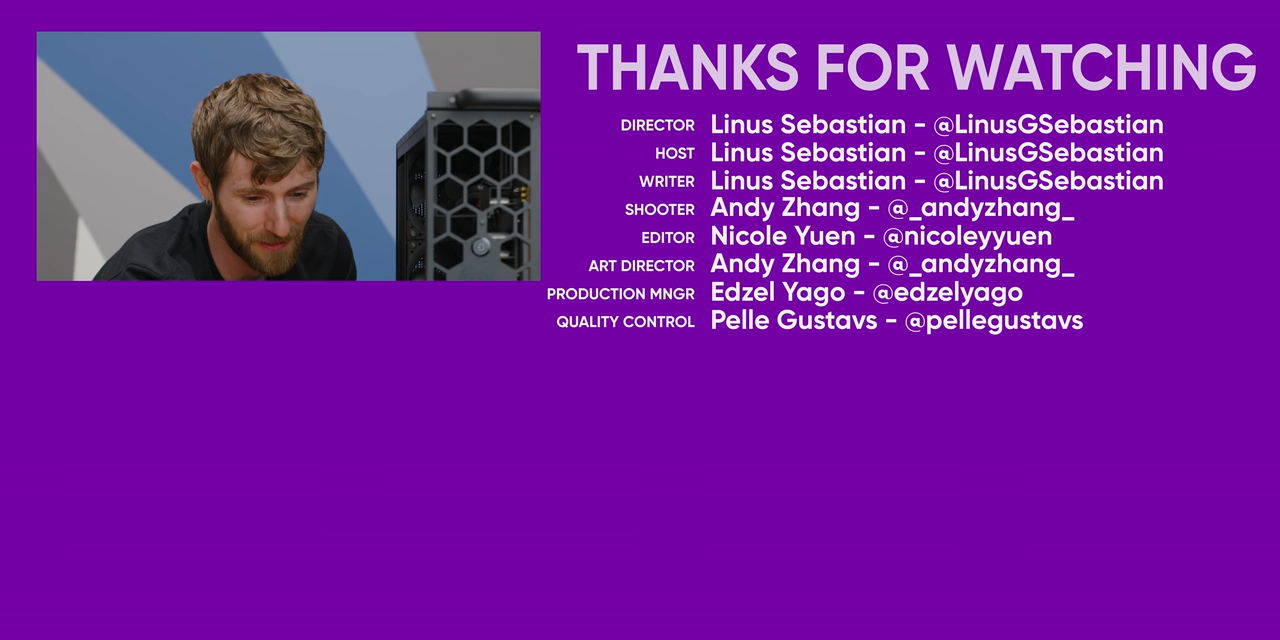 THANKS FOR WATCHING
DIRECTOR Linus Sebastian - @LinusGSebastian
HOST Linus Sebastian - @LinusGSebastian
WRITER Linus Sebastian - @LinusGSebastian
SHOOTER Andy Zhang - @_andyzhang_
EDITOR Nicole Yuen - @nicoleyyuen
ART DIRECTOR Andy Zhang - @_andyzhang_
PRODUCTION MNGR Edzel Yago - @edzelyago
QUALITY CONTROL Pelle Gustavs - @pellegustavs